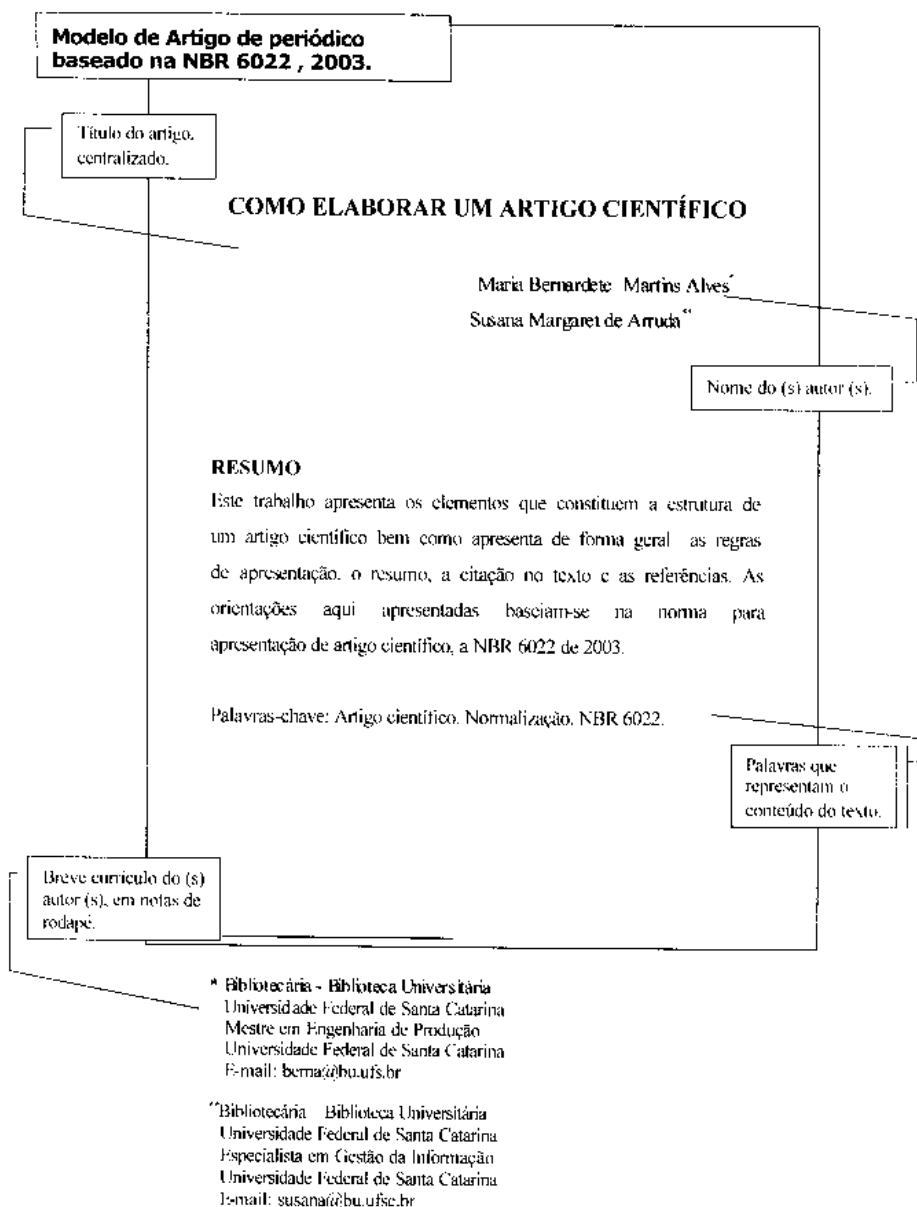 Modelo de Artigo de periódico
baseado na NBR 6022 , 2003.
Título do artigo,
centralizado.
COMO ELABORAR UM ARTIGO CIENTÍFICO
Maria Bernardete Martins Alves*
Susana Margaret de Arruda**
Nome do (s) autor (s).
RESUMO
Este trabalho apresenta os elementos que constituem a estrutura de
um artigo científico bem como apresenta de forma geral as regras
de apresentação, o resumo, a citação no texto e as referências. As
orientações aqui apresentadas baseiam-se na norma para
apresentação de artigo científico, a NBR 6022 de 2003.
Palavras-chave: Artigo científico. Normalização. NBR 6022.
Palavras que
representam o
conteúdo do texto.
Breve currículo do (s)
autor (s), em notas de
rodapé.
* Bibliotecária - Biblioteca Universitária
Universidade Federal de Santa Catarina
Mestre em Engenharia de Produção
Universidade Federal de Santa Catarina
E-mail: berna@bu.ufs.br
**Bibliotecária Biblioteca Universitária
Universidade Federal de Santa Catarina
Especialista em Gestão da Informação
Universidade Federal de Santa Catarina
E-mail: susana@bu.ufsc.br